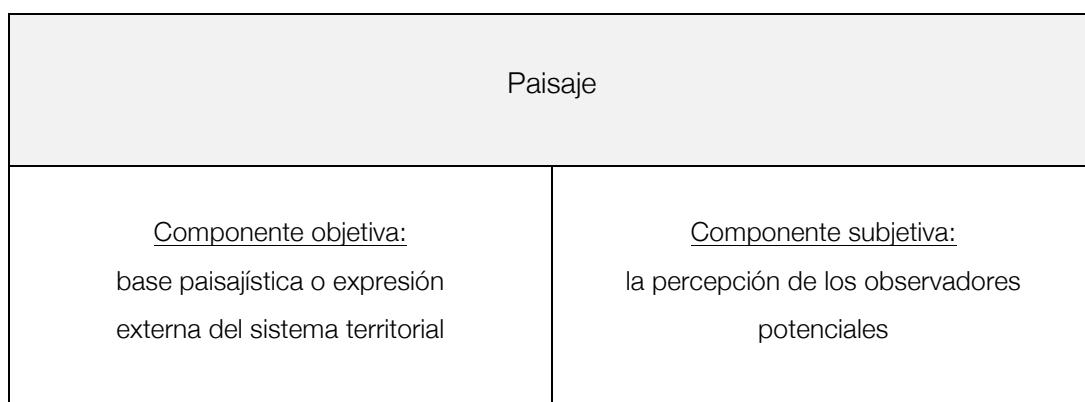 Paisaje
Componente objetiva:
base paisajística o expresión
externa del sistema territorial
Componente subjetiva:
la percepción de los observadores
potenciales